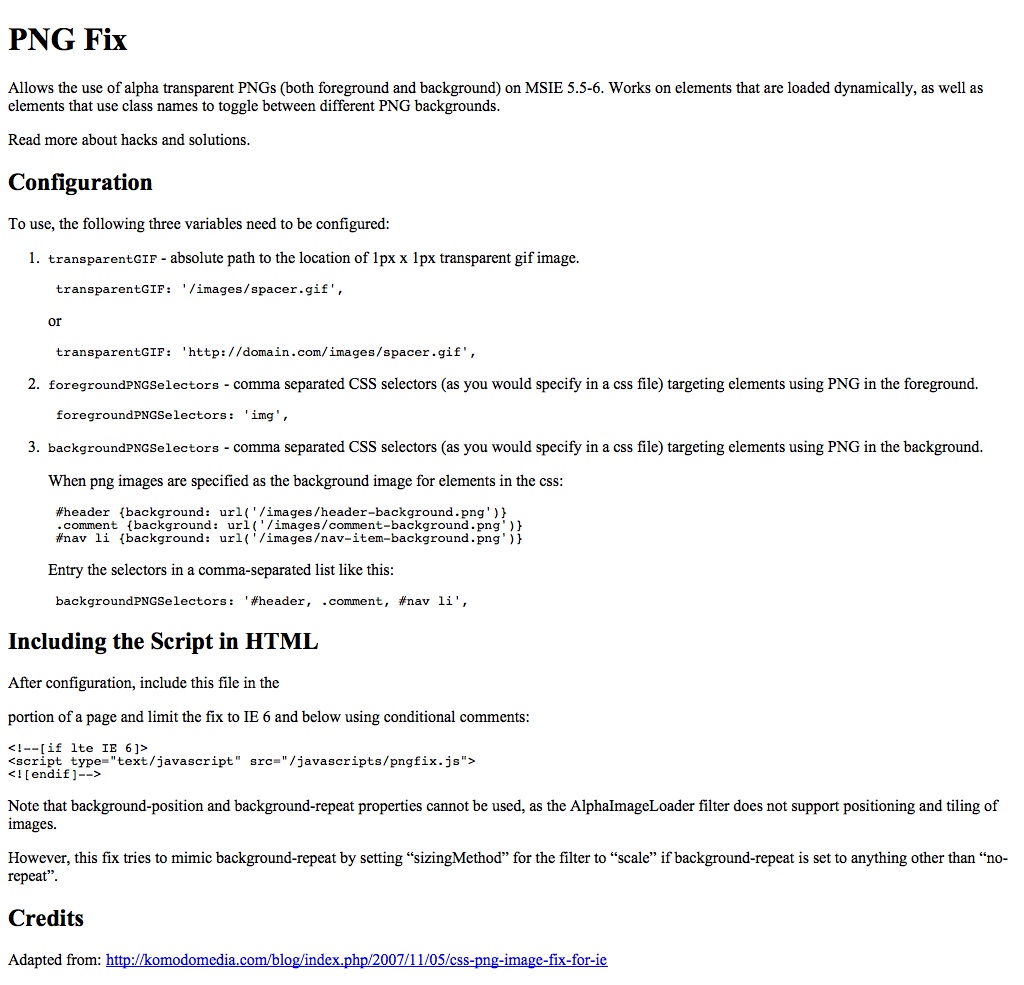 PNG Fix
Allows the use of alpha transparent PNGs (both foreground and background) on MSIE 5.5-6. Works on elements that are loaded dynamically, as well as
elements that use class names to toggle between different PNG backgrounds.
Read more about hacks and solutions.
Configuration
To use, the following three variables need to be configured:
1. transparentGIF - absolute path to the location of 1px x 1px transparent gif image.
transparentGIF: '/images/spacer.gif',
or
transparentGIF: 'http://domain.com/images/spacer.gif',
2. foregroundPNGSelectors - comma separated CSS selectors (as you would specify in a css file) targeting elements using PNG in the foreground.
foregroundPNGSelectors: 'img',
3. backgroundPNGSelectors - comma separated CSS selectors (as you would specify in a css file) targeting elements using PNG in the background.
When png images are specified as the background image for elements in the css:
#header {background: url('/images/header-background.png')}
.comment {background: url('/images/comment-background.png')}
#nav li {background: url('/images/nav-item-background.png')}
Entry the selectors in a comma-separated list like this:
backgroundPNGSelectors: '#header, .comment, #nav li',
Including the Script in HTML
After configuration, include this file in the
portion of a page and limit the fix to IE 6 and below using conditional comments:
<!--[if lte IE 6]>
<script type="text/javascript" src="/javascripts/pngfix.js">
<![endif]-->
Note that background-position and background-repeat properties cannot be used, as the AlphaImageLoader filter does not support positioning and tiling of
images.
However, this fix tries to mimic background-repeat by setting “sizingMethod” for the filter to “scale” if background-repeat is set to anything other than “no-
repeat”.
Credits
Adapted from: http://komodomedia.com/blog/index.php/2007/11/05/css-png-image-fix-for-ie